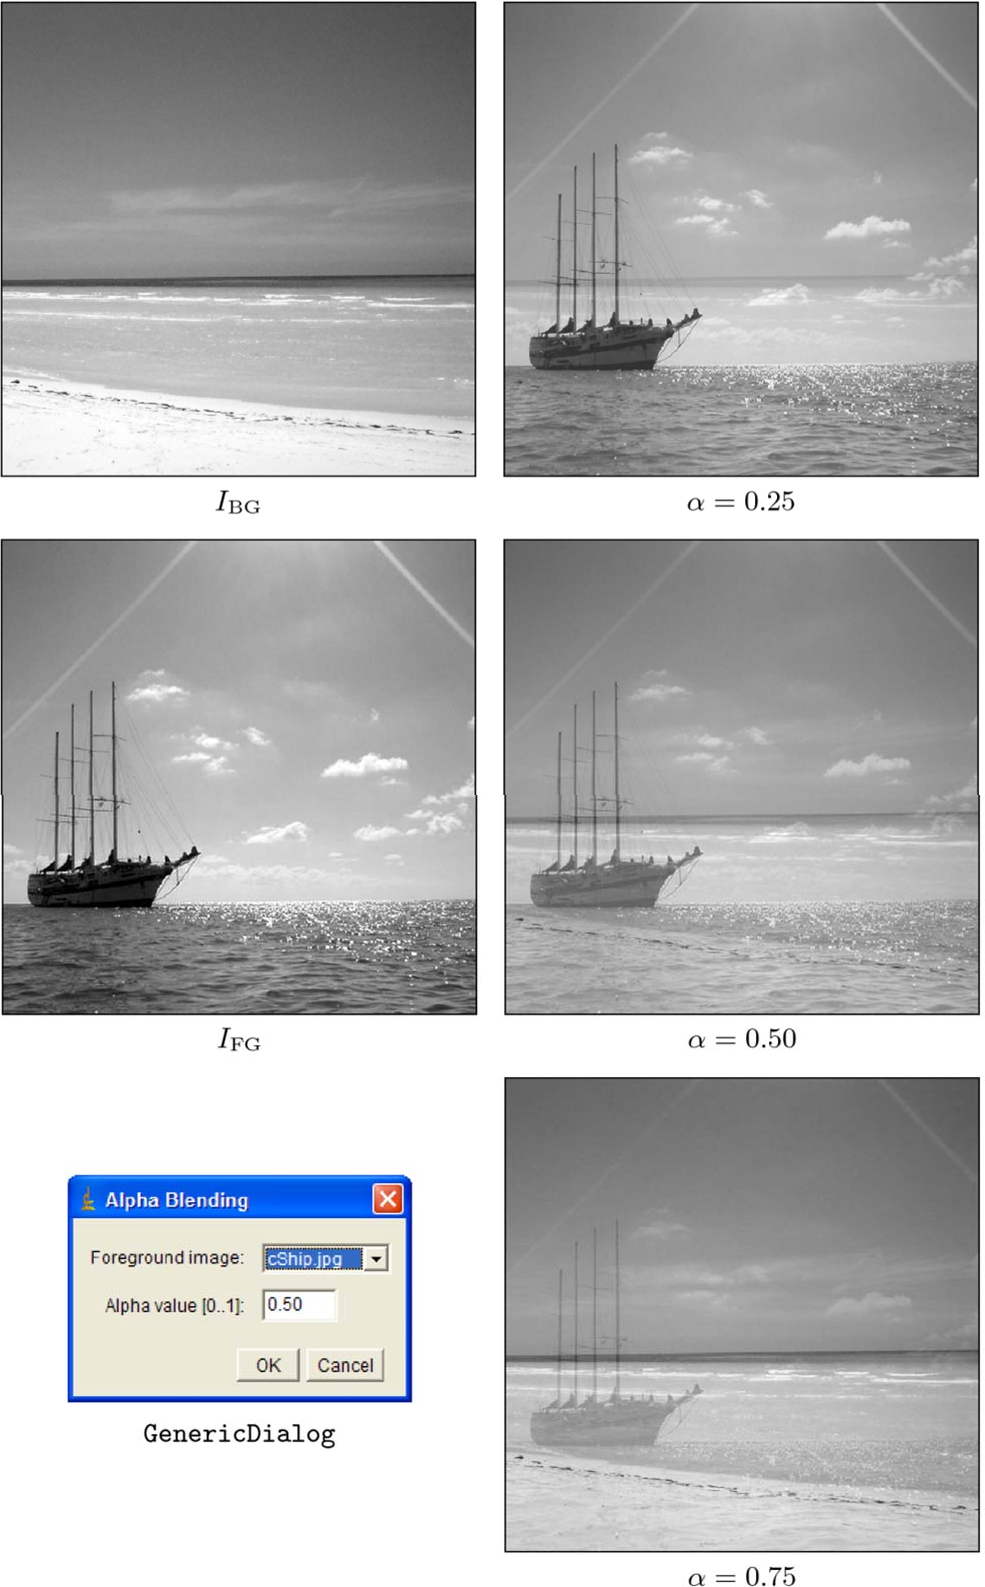 I_BG
α = 0.25
I_FG
α = 0.50
Alpha Blending
Foreground image: cShip.jpg
Alpha value [0..1]: 0.50
OK Cancel
GenericDialog
α = 0.75